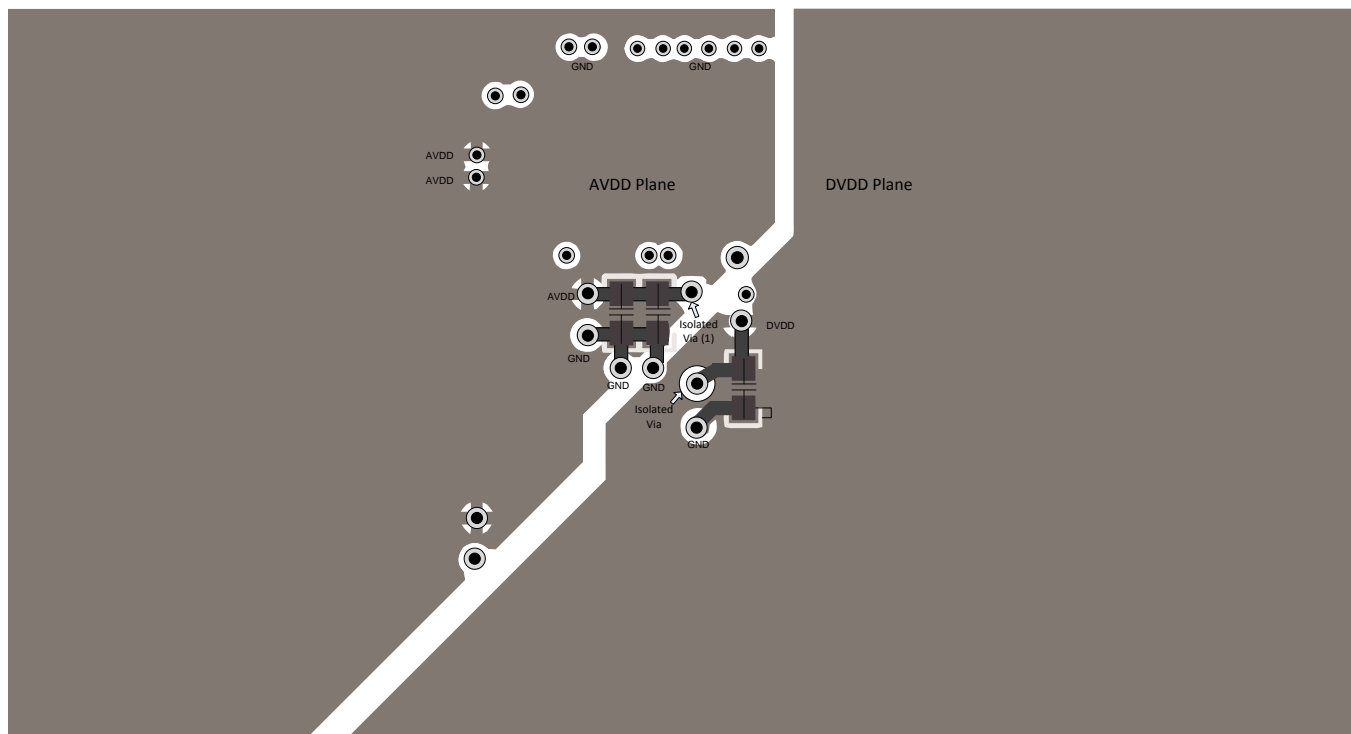 GND
GND
AVDD
AVDD
AVDD Plane
DVDD Plane
AVDD
Isolated
Via (1)
DVDD
GND
GND
GND
Isolated
Via
GND